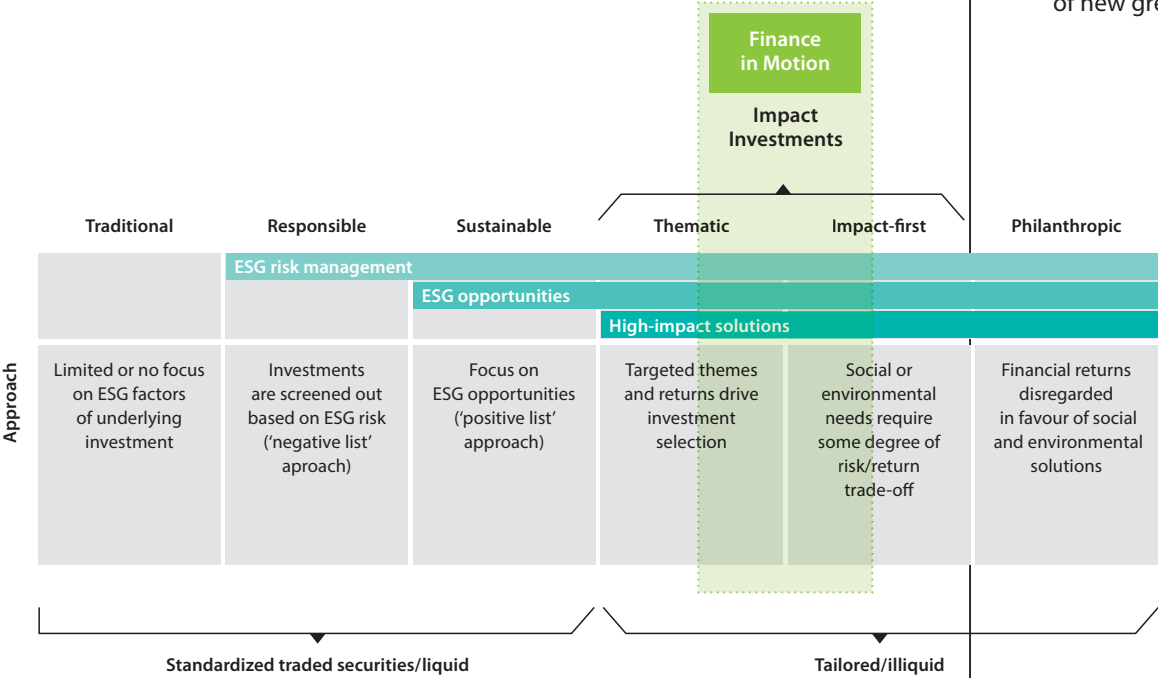 of new gre
Finance
in Motion
Impact
Investments
Traditional
Responsible
Sustainable
Thematic
Impact-first
Philanthropic
ESG risk management
ESG opportunities
High-impact solutions
Approach
Limited or no focus
on ESG factors
of underlying
investment
Investments
are screened out
based on ESG risk
(‘negative list’
aproach)
Focus on
ESG opportunities
(‘positive list’
approach)
Targeted themes
and returns drive
investment
selection
Social or
environmental
needs require
some degree of
risk/return
trade-off
Financial returns
disregarded
in favour of social
and environmental
solutions
Standardized traded securities/liquid
Tailored/illiquid